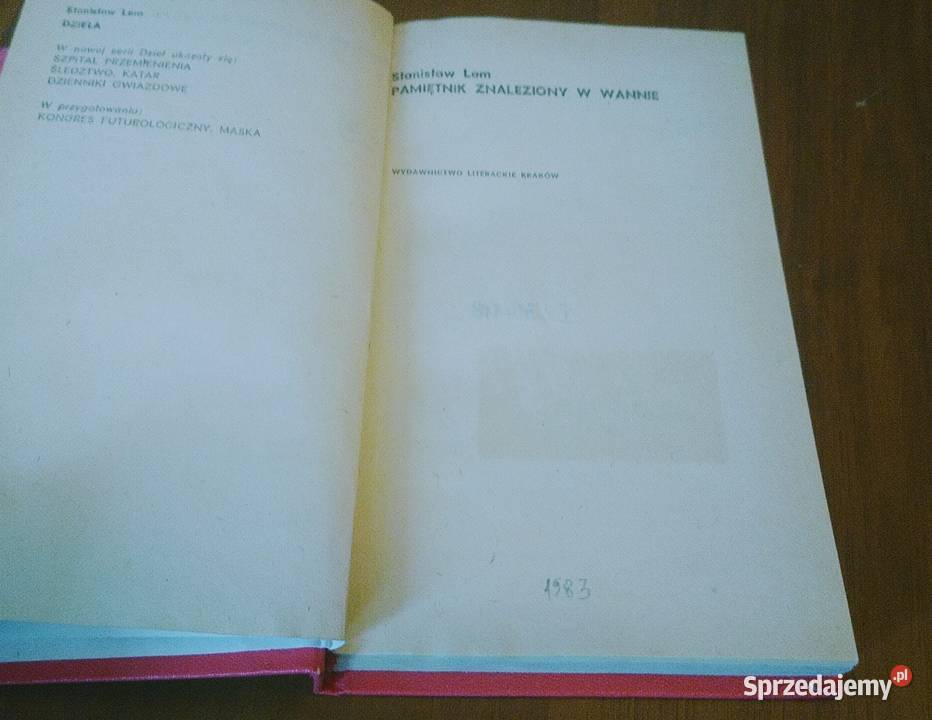 Stanisław Lem
DZIEŁA
W nowej serii Dzieł ukazały się:
SZPITAL PRZEMIENIENIA
ŚLEDZTWO, KATAR
DZIENNIKI GWIAZDOWE
W przygotowaniu:
KONGRES FUTUROLOGICZNY, MASKA
Stanisław Lem
PAMIĘTNIK ZNALEZIONY W WANNIE
WYDAWNICTWO LITERACKIE KRAKÓW
1983
Sprzedajemy.pl